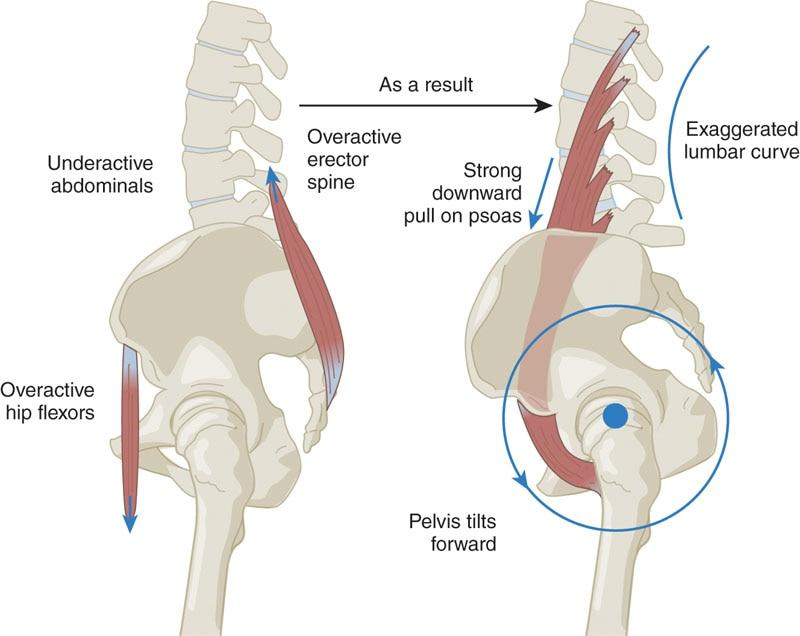 As a result
Overactive
erector
spine
Underactive
abdominals
Overactive
hip flexors
Exaggerated
lumbar curve
Strong
downward
pull on psoas
Pelvis tilts
forward